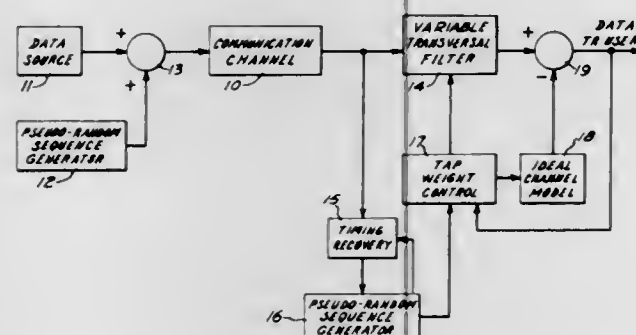 DATA
SOURCE
11
+
+
13
COMMUNICATION
CHANNEL
10
VARIABLE
TRANSVERSAL
FILTER
14
+
-
19
DATA
TO USER
PSEUDO-RANDOM
SEQUENCE
GENERATOR
12
17
TAP
WEIGHT
CONTROL
18
IDEAL
CHANNEL
MODEL
15
TIMING
RECOVERY
16
PSEUDO-RANDOM
SEQUENCE
GENERATOR